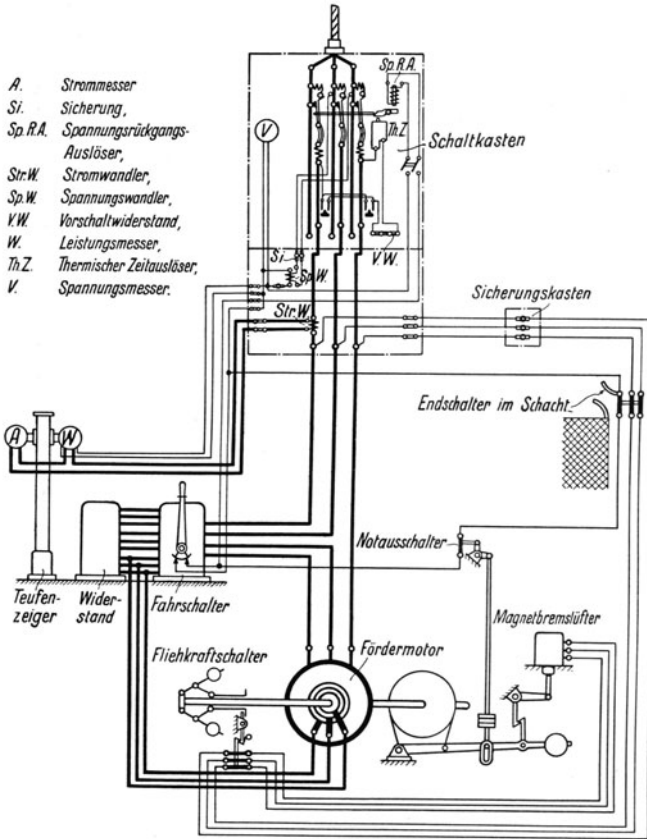 A. Strommesser
Si. Sicherung,
Sp.R.A. Spannungsrückgangs-
Auslöser,
Str.W. Stromwandler,
Sp.W. Spannungswandler,
V.W. Vorschaltwiderstand,
W. Leistungsmesser,
Th.Z. Thermischer Zeitauslöser,
V. Spannungsmesser.
Sp.R.A.
V
Th.Z.
Schaltkasten
Si
Sp.W.
V.W.
Str.W.
Sicherungskasten
Endschalter im Schacht
A
W
Notausschalter
Teufen-
zeiger
Wider-
stand
Fahrschalter
Magnetbremslüfter
Fliehkraftschalter
Fördermotor